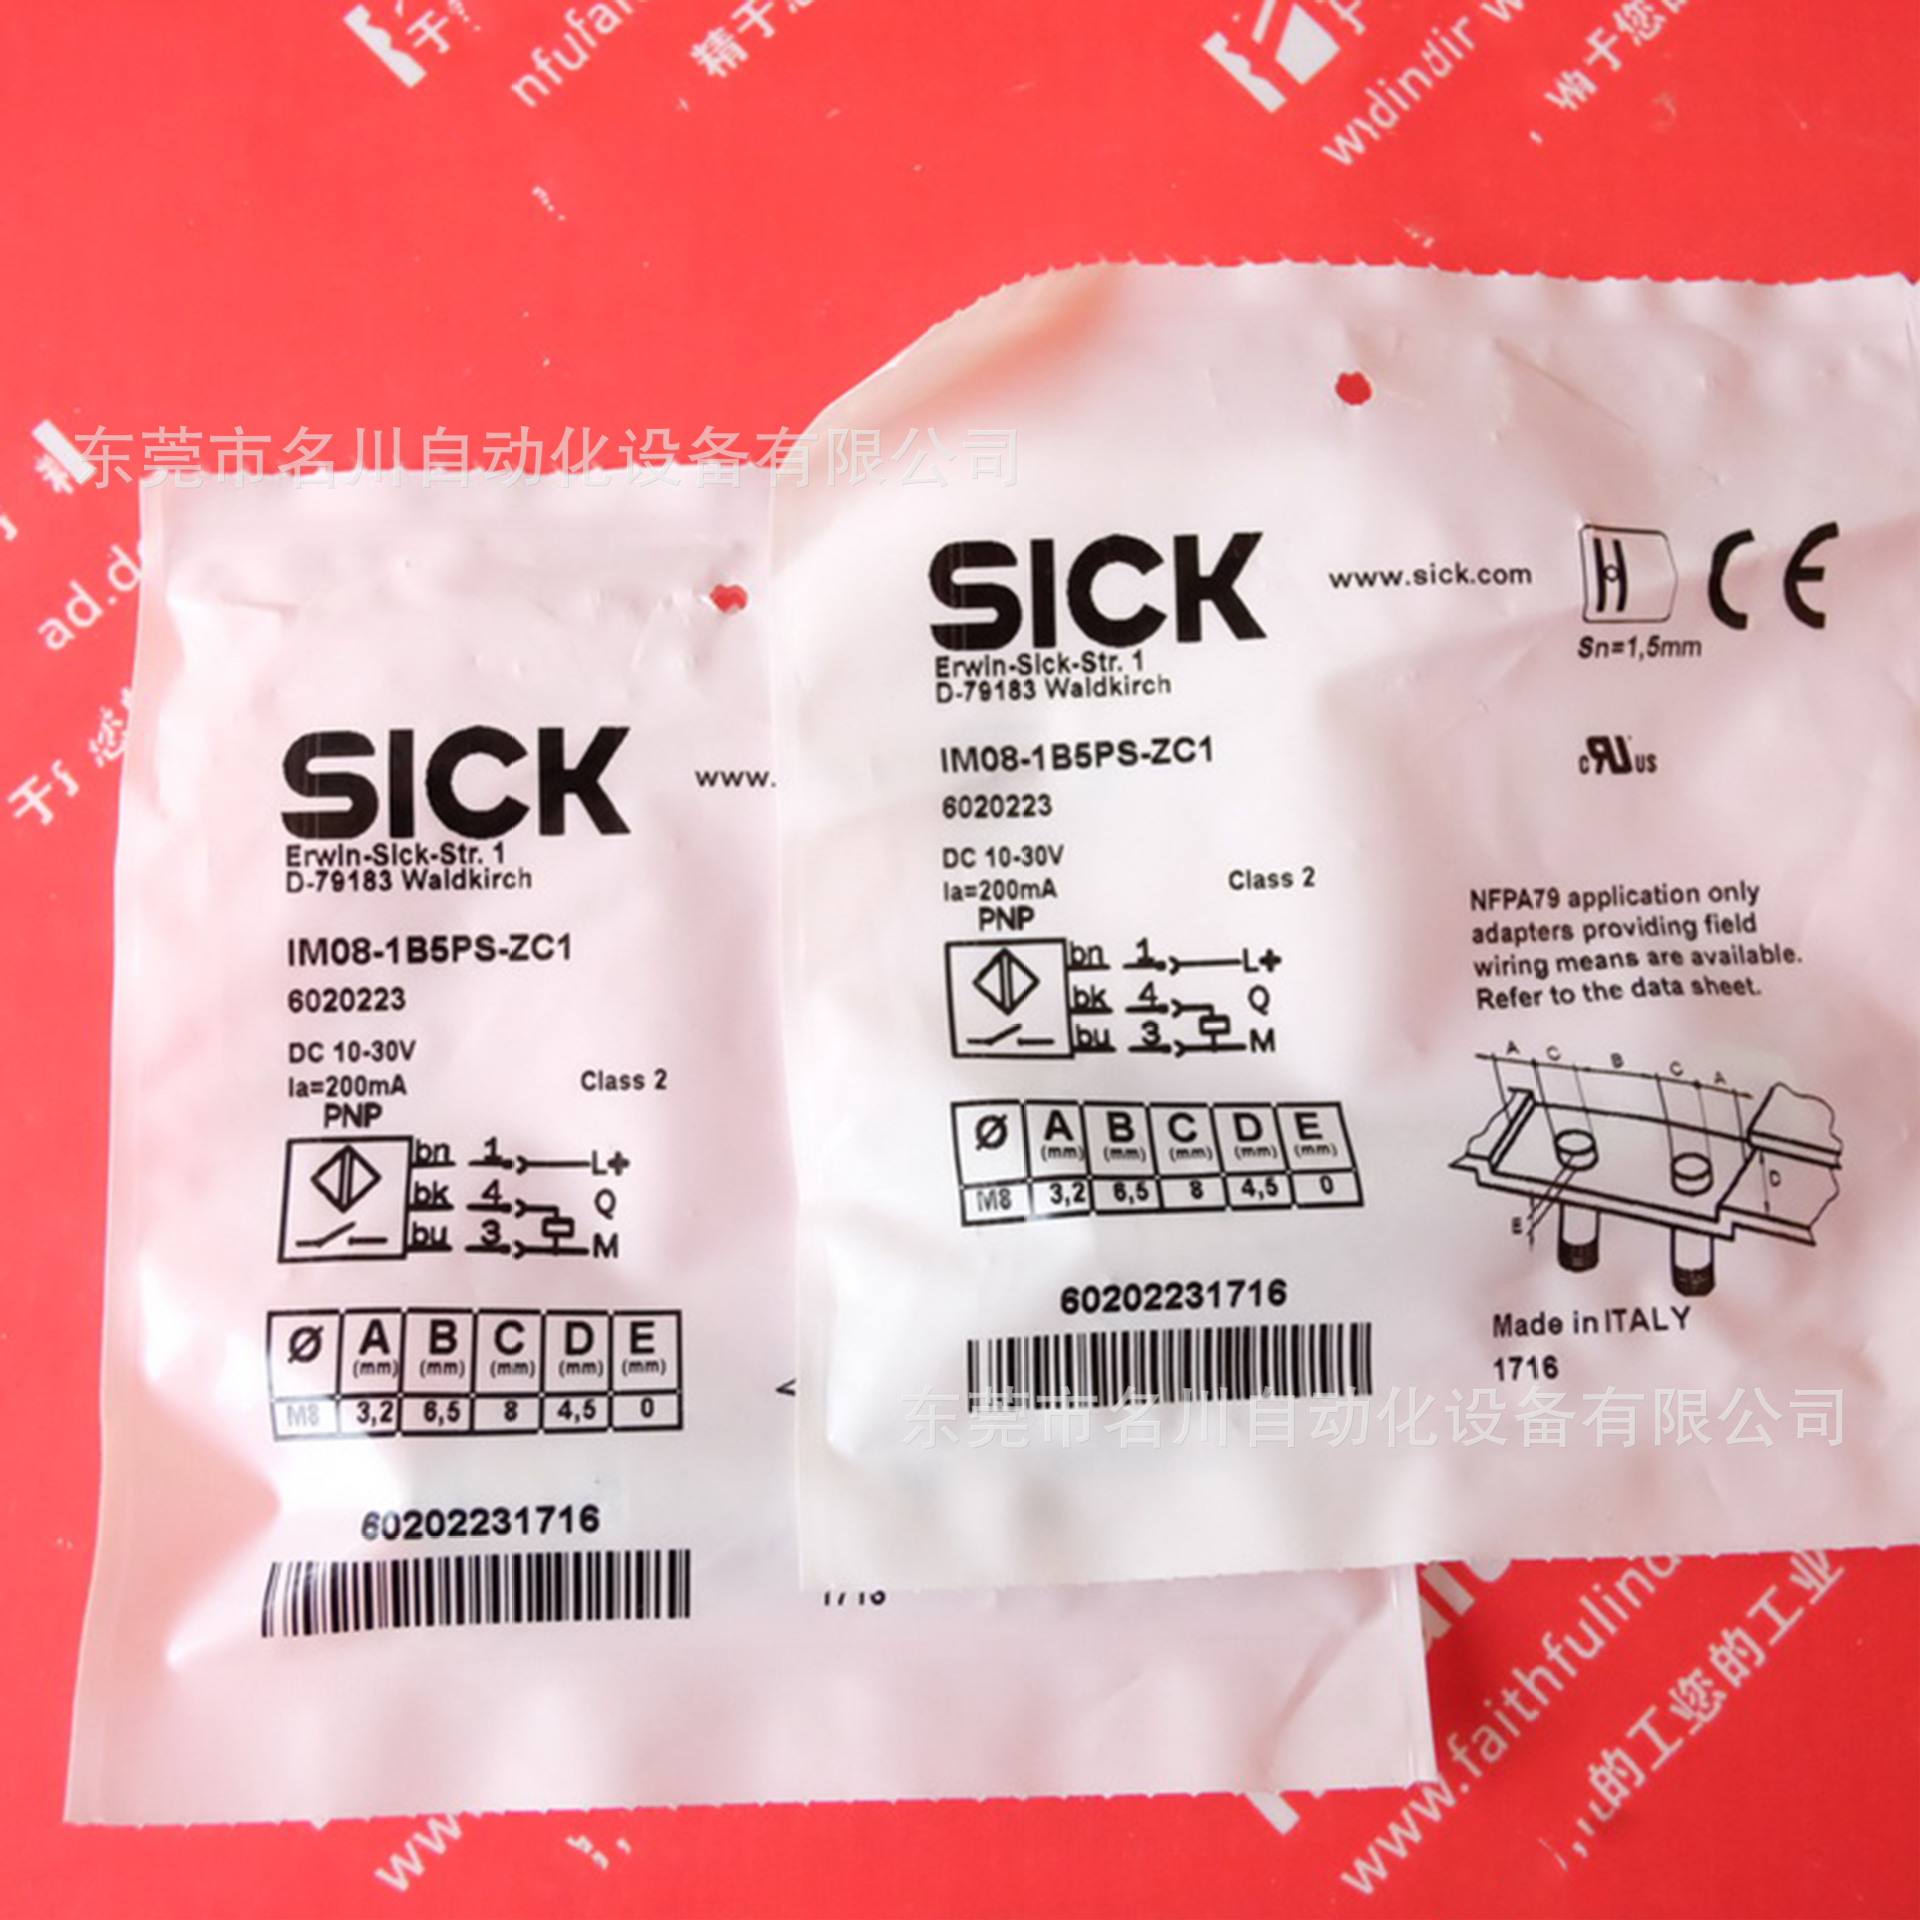 东莞市名川自动化设备有限公司
SICK
Erwin-Sick-Str. 1
D-79183 Waldkirch
www.
IM08-1B5PS-ZC1
6020223
DC 10-30V
Ia=200mA
Class 2
PNP
bn 1 L+
bk 4 Q
bu 3 M
Ø A B C D E
(mm) (mm) (mm) (mm) (mm)
M8 3,2 6,5 8 4,5 0
60202231716
SICK
Erwin-Sick-Str. 1
D-79183 Waldkirch
www.sick.com
CE
Sn=1,5mm
IM08-1B5PS-ZC1
6020223
c RU us
DC 10-30V
Ia=200mA
Class 2
PNP
bn 1 L+
bk 4 Q
bu 3 M
NFPA79 application only
adapters providing field
wiring means are available.
Refer to the data sheet.
A C B C A
D
E
Ø A B C D E
(mm) (mm) (mm) (mm) (mm)
M8 3,2 6,5 8 4,5 0
60202231716
Made in ITALY
1716
东莞市名川自动化设备有限公司
www.faithfulind
的工业